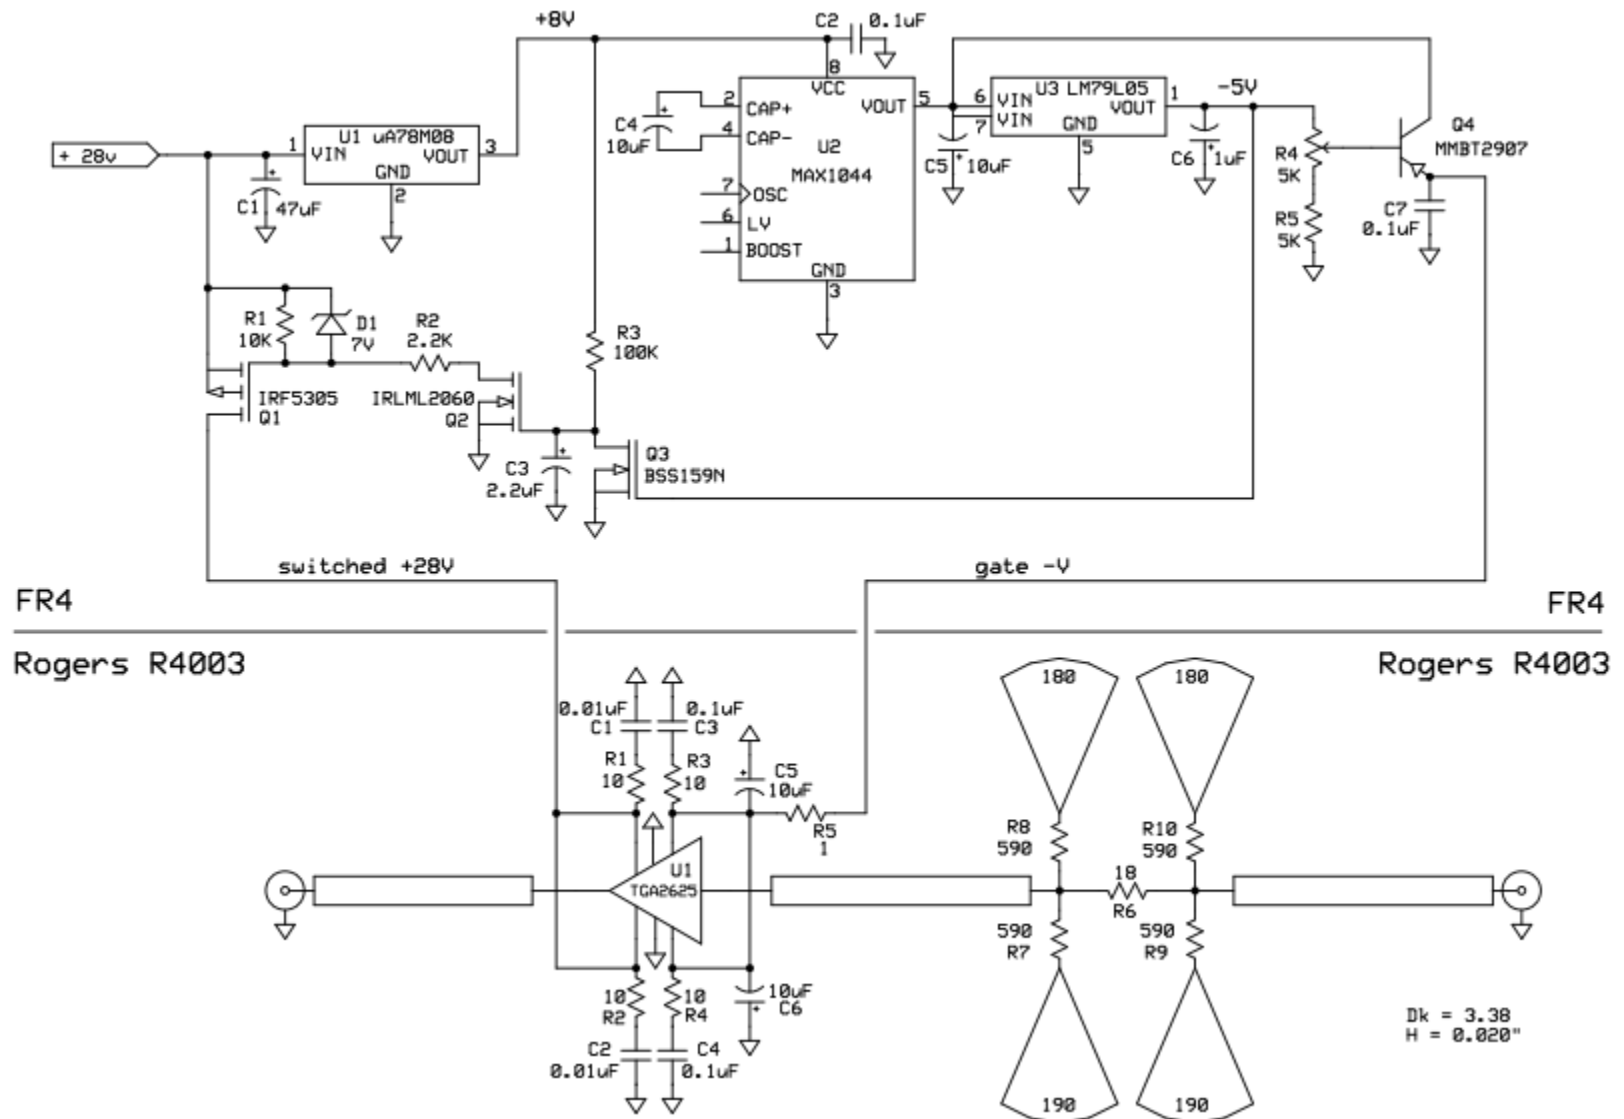 +8V
C2 0.1uF
+ 28v
1 U1 uA78M08 3
VIN VOUT
GND
2
C1 47uF
C4
10uF
2 CAP+
4 CAP-
7 OSC
6 LV
1 BOOST
8
VCC
VOUT 5
U2
MAX1044
GND
3
C5 10uF
U3 LM79L05
6 VIN
7 VIN
VOUT 1
GND
5
-5V
C6 1uF
R4
5K
R5
5K
Q4
MMBT2907
C7
0.1uF
R1
10K
D1
7V
R2
2.2K
R3
100K
IRF5305
Q1
IRLML2060
Q2
C3
2.2uF
Q3
BSS159N
switched +28V
gate -V
FR4
FR4
Rogers R4003
Rogers R4003
0.01uF
C1
0.1uF
C3
R1
10
R3
10
C5
10uF
R5
1
U1
TGA2625
10
R2
10
R4
10uF
C6
C2
0.01uF
C4
0.1uF
180
180
R8
590
R10
590
18
R6
590
R7
590
R9
190
190
Dk = 3.38
H = 0.020"